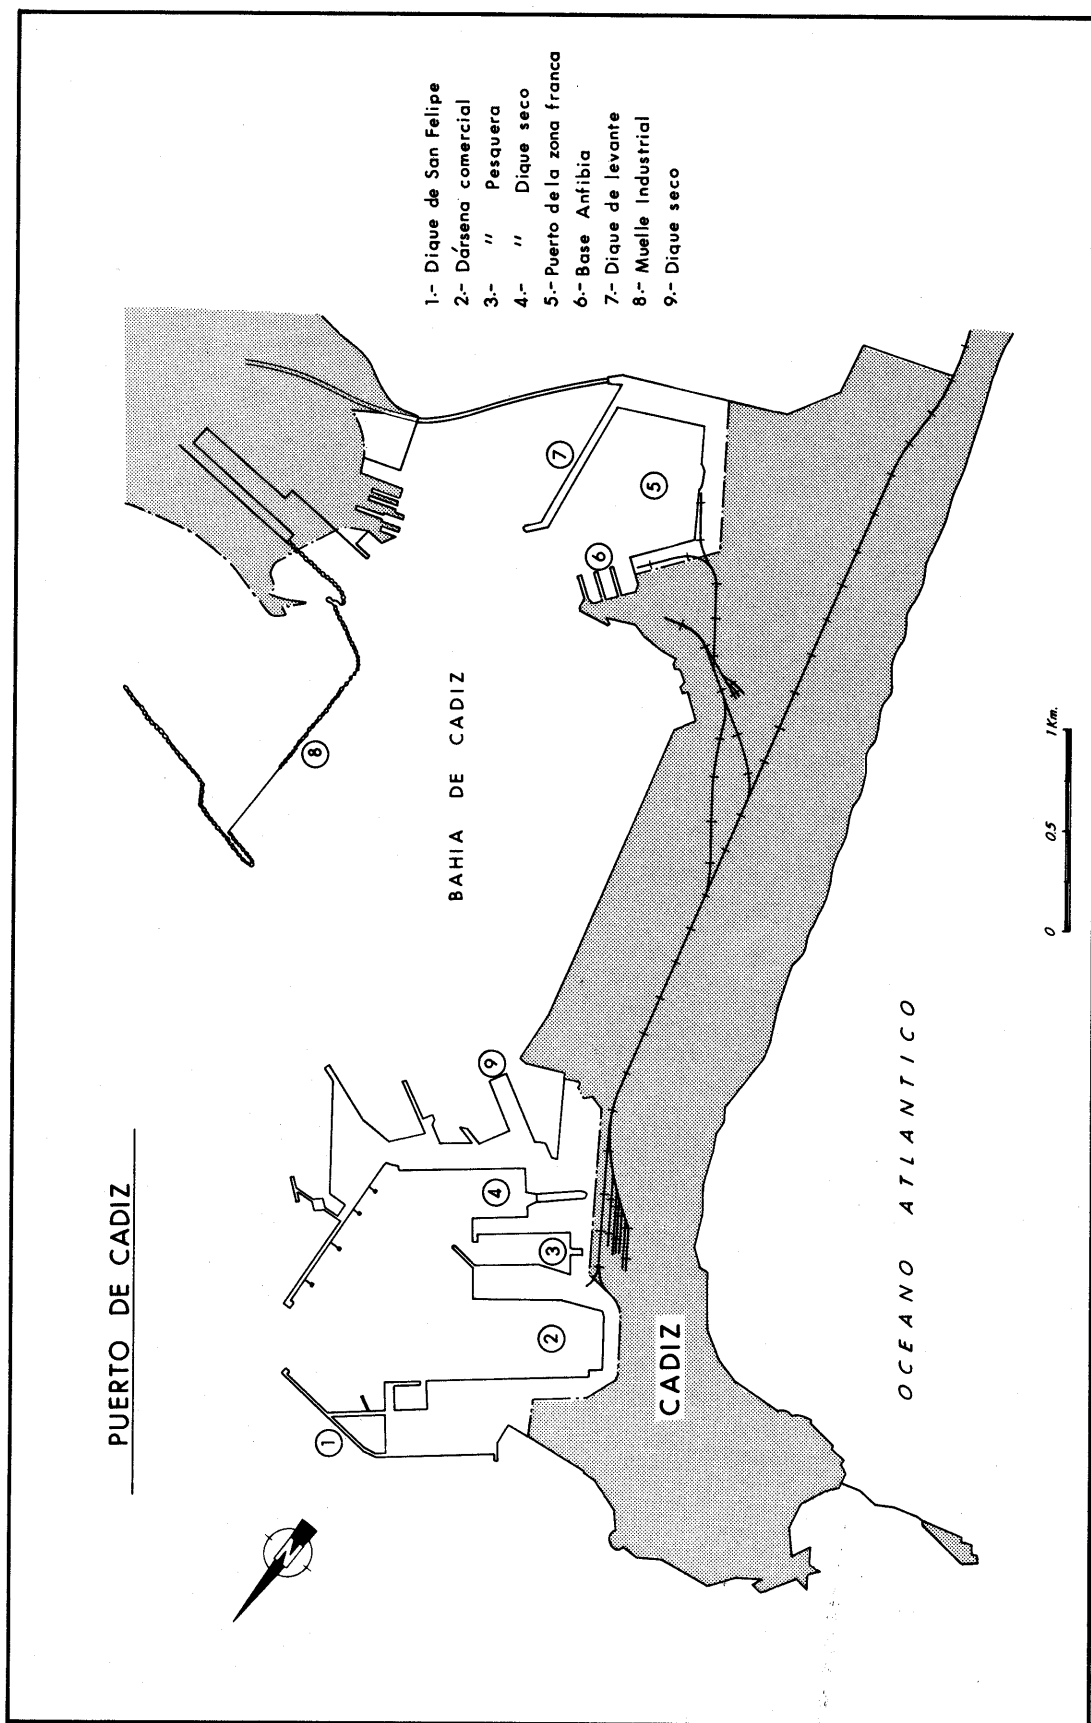 PUERTO DE CADIZ
1.- Dique de San Felipe
2.- Dársena comercial
3.- " Pesquera
4.- " Dique seco
5.- Puerto de la zona franca
6.- Base Anfibia
7.- Dique de levante
8.- Muelle Industrial
9.- Dique seco
N
1
2
3
4
5
6
7
8
9
BAHIA DE CADIZ
CADIZ
OCEANO ATLANTICO
0 0.5 1 Km.